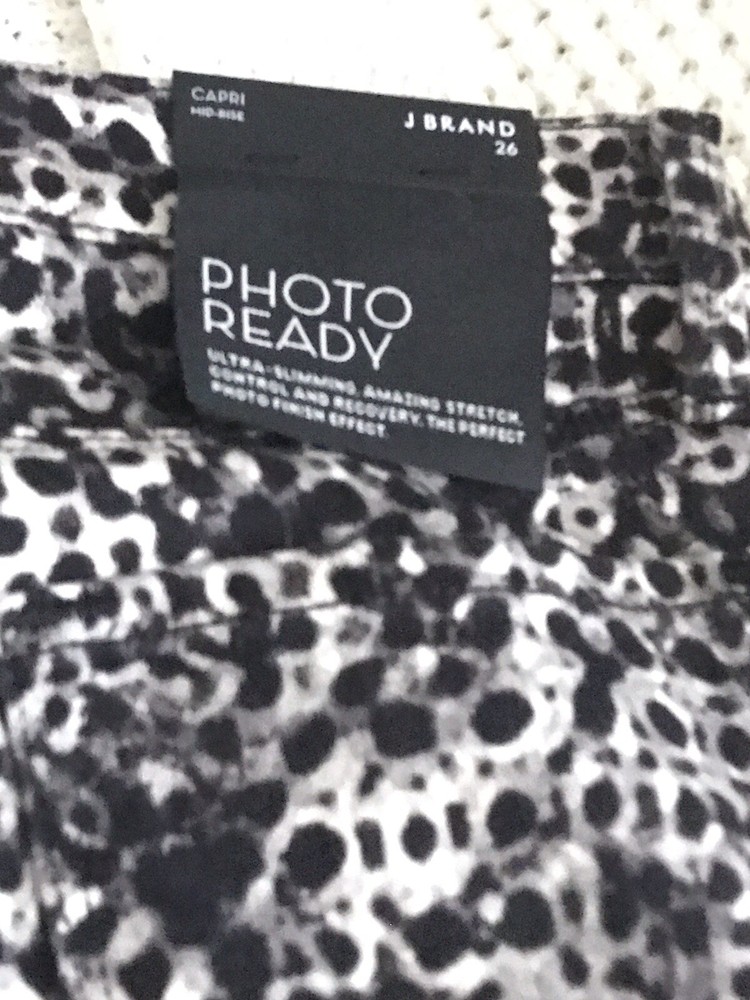 CAPRI
MID-RISE
J BRAND
26
PHOTO
READY
ULTRA-SLIMMING, AMAZING STRETCH,
CONTROL AND RECOVERY. THE PERFECT
PHOTO FINISH EFFECT.